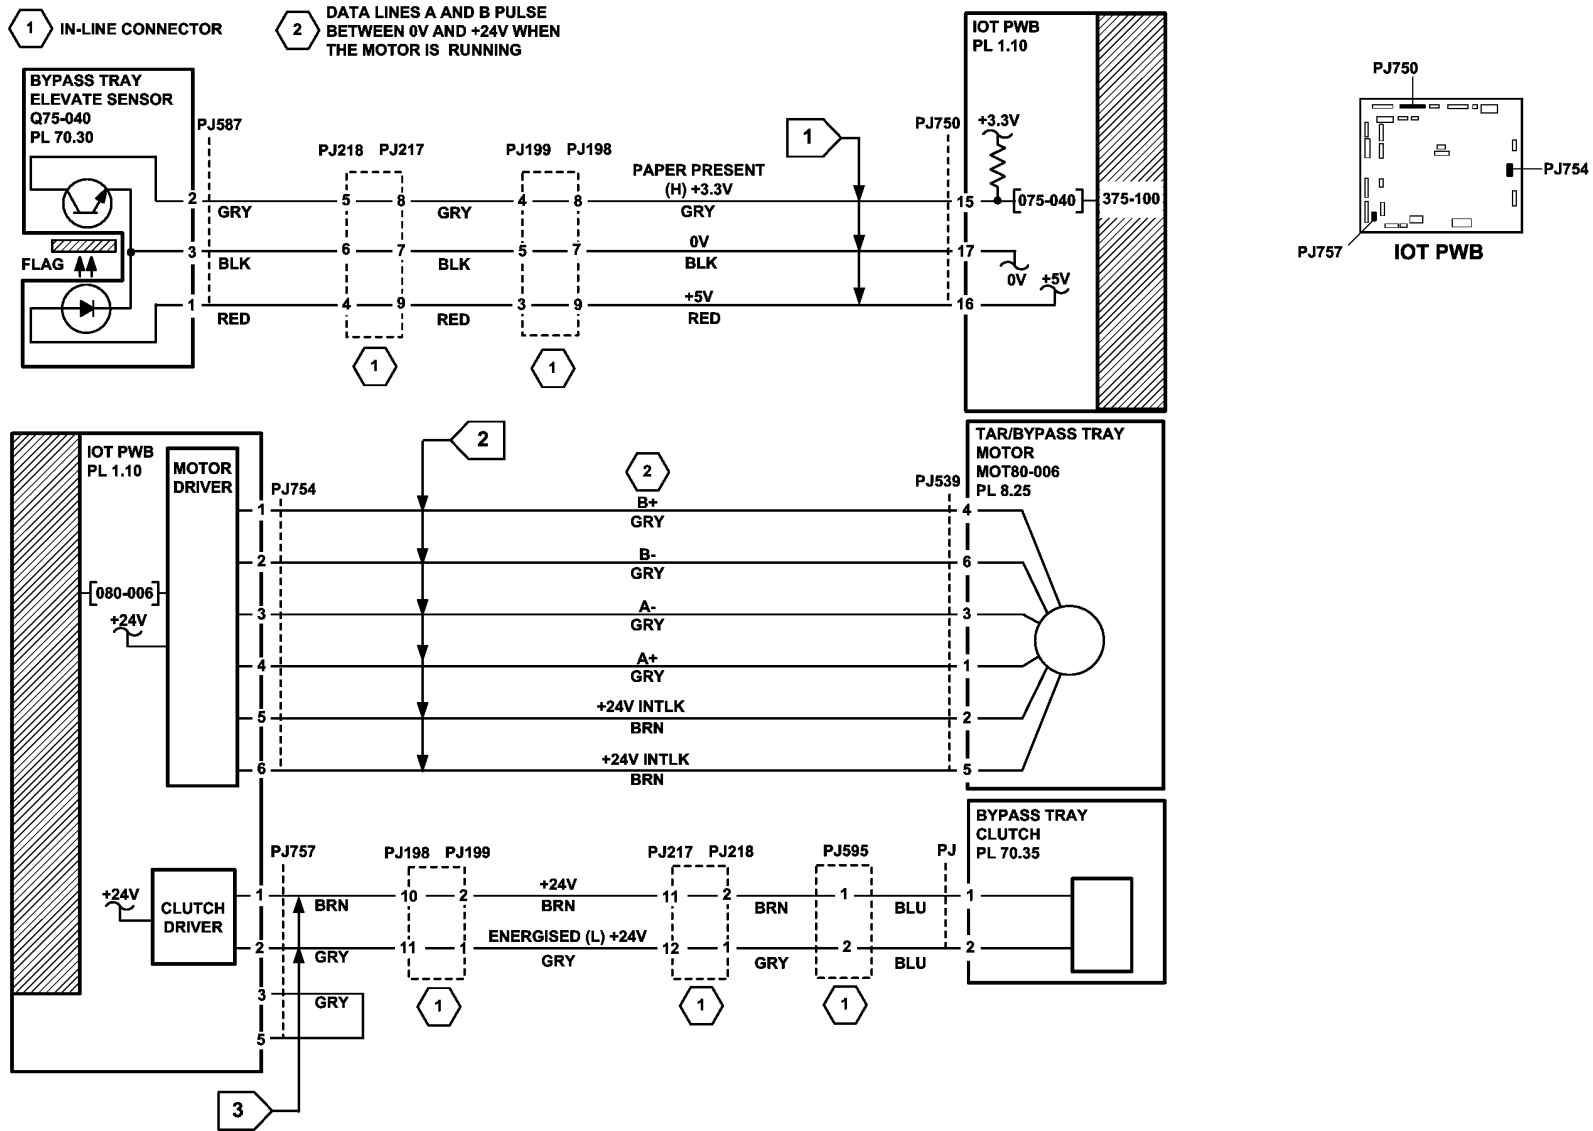 1 IN-LINE CONNECTOR
2 DATA LINES A AND B PULSE
BETWEEN 0V AND +24V WHEN
THE MOTOR IS RUNNING
BYPASS TRAY
ELEVATE SENSOR
Q75-040
PL 70.30
FLAG
PJ587
2 GRY
3 BLK
1 RED
PJ218 PJ217
5 8 GRY
6 7 BLK
4 9 RED
1
PJ199 PJ198
4 8
5 7
3 9
1
PAPER PRESENT
(H) +3.3V
GRY
0V
BLK
+5V
RED
1
PJ750
15
17
16
IOT PWB
PL 1.10
+3.3V
[075-040]
375-100
0V
+5V
PJ750
PJ754
PJ757
IOT PWB
IOT PWB
PL 1.10
MOTOR
DRIVER
[080-006]
+24V
PJ754
1
2
3
4
5
6
2
2
B+
GRY
B-
GRY
A-
GRY
A+
GRY
+24V INTLK
BRN
+24V INTLK
BRN
PJ539
4
6
3
1
2
5
TAR/BYPASS TRAY
MOTOR
MOT80-006
PL 8.25
+24V
CLUTCH
DRIVER
PJ757
1 BRN
2 GRY
3 GRY
5
3
PJ198 PJ199
10 2
11 1
1
+24V
BRN
ENERGISED (L) +24V
GRY
PJ217 PJ218
11 2 BRN
12 1 GRY
1
PJ595
1 BLU
2 BLU
1
PJ
1
2
BYPASS TRAY
CLUTCH
PL 70.35